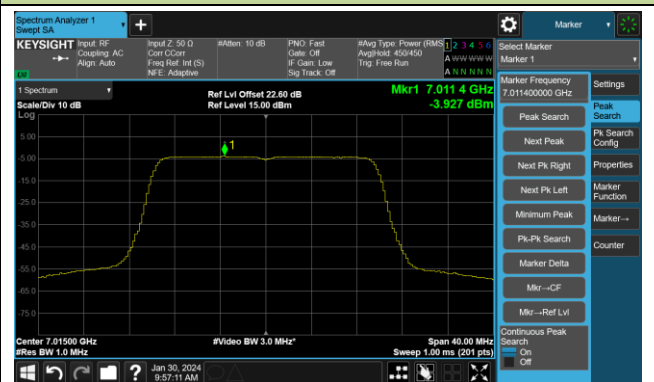 Spectrum Analyzer 1
Swept SA
Marker
KEYSIGHT
Input: RF
Coupling: AC
Align: Auto
Input Z: 50 Ω
Corr CCorr
Freq Ref: Int (S)
NFE: Adaptive
#Atten: 10 dB
PNO: Fast
Gate: Off
IF Gain: Low
Sig Track: Off
#Avg Type: Power (RMS
Avg|Hold: 450/450
Trig: Free Run
1 2 3 4 5 6
A W W W W W
A N N N N N
Select Marker
Marker 1
1 Spectrum
Scale/Div 10 dB
Log
Ref Lvl Offset 22.60 dB
Ref Level 15.00 dBm
Mkr1 7.011 4 GHz
-3.927 dBm
5.00
-5.00
-15.0
-25.0
-35.0
-45.0
-55.0
-65.0
-75.0
1
Center 7.01500 GHz
#Res BW 1.0 MHz
#Video BW 3.0 MHz*
Span 40.00 MHz
Sweep 1.00 ms (201 pts)
Marker Frequency
7.011400000 GHz
Peak Search
Next Peak
Next Pk Right
Next Pk Left
Minimum Peak
Pk-Pk Search
Marker Delta
Mkr→CF
Mkr→Ref Lvl
Continuous Peak
Search
On
Off
Settings
Peak
Search
Pk Search
Config
Properties
Marker
Function
Marker→
Counter
Jan 30, 2024
9:57:11 AM